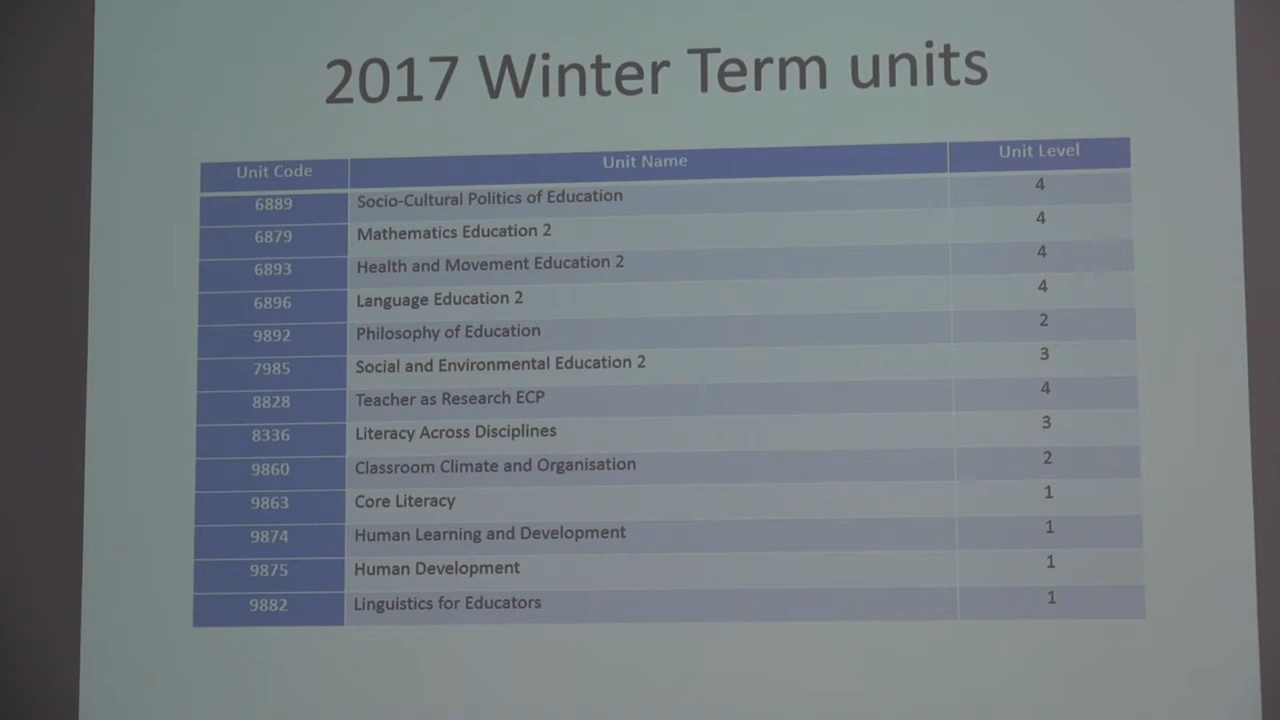 2017 Winter Term units
Unit Code Unit Name Unit Level
6889 Socio-Cultural Politics of Education 4
6879 Mathematics Education 2 4
6893 Health and Movement Education 2 4
6896 Language Education 2 4
9892 Philosophy of Education 2
7985 Social and Environmental Education 2 3
8828 Teacher as Research ECP 4
8336 Literacy Across Disciplines 3
9860 Classroom Climate and Organisation 2
9863 Core Literacy 1
9874 Human Learning and Development 1
9875 Human Development 1
9882 Linguistics for Educators 1